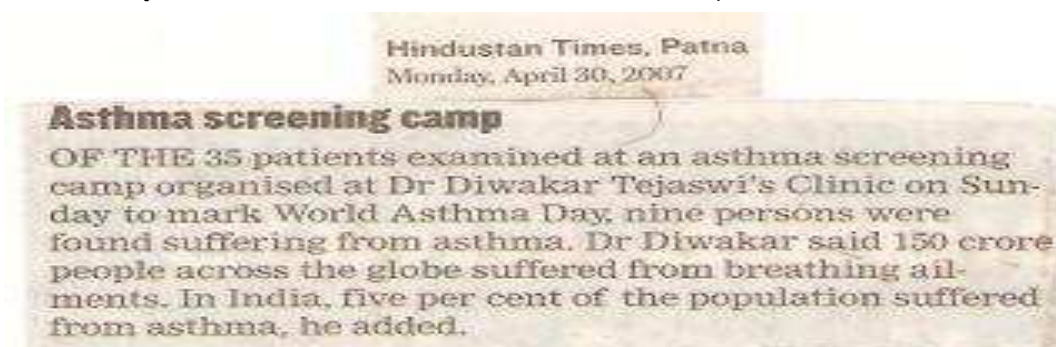 Hindustan Times, Patna
Monday, April 30, 2007
Asthma screening camp
OF THE 35 patients examined at an asthma screening
camp organised at Dr Diwakar Tejaswi's Clinic on Sun-
day to mark World Asthma Day, nine persons were
found suffering from asthma. Dr Diwakar said 150 crore
people across the globe suffered from breathing ail-
ments. In India, five per cent of the population suffered
from asthma, he added.